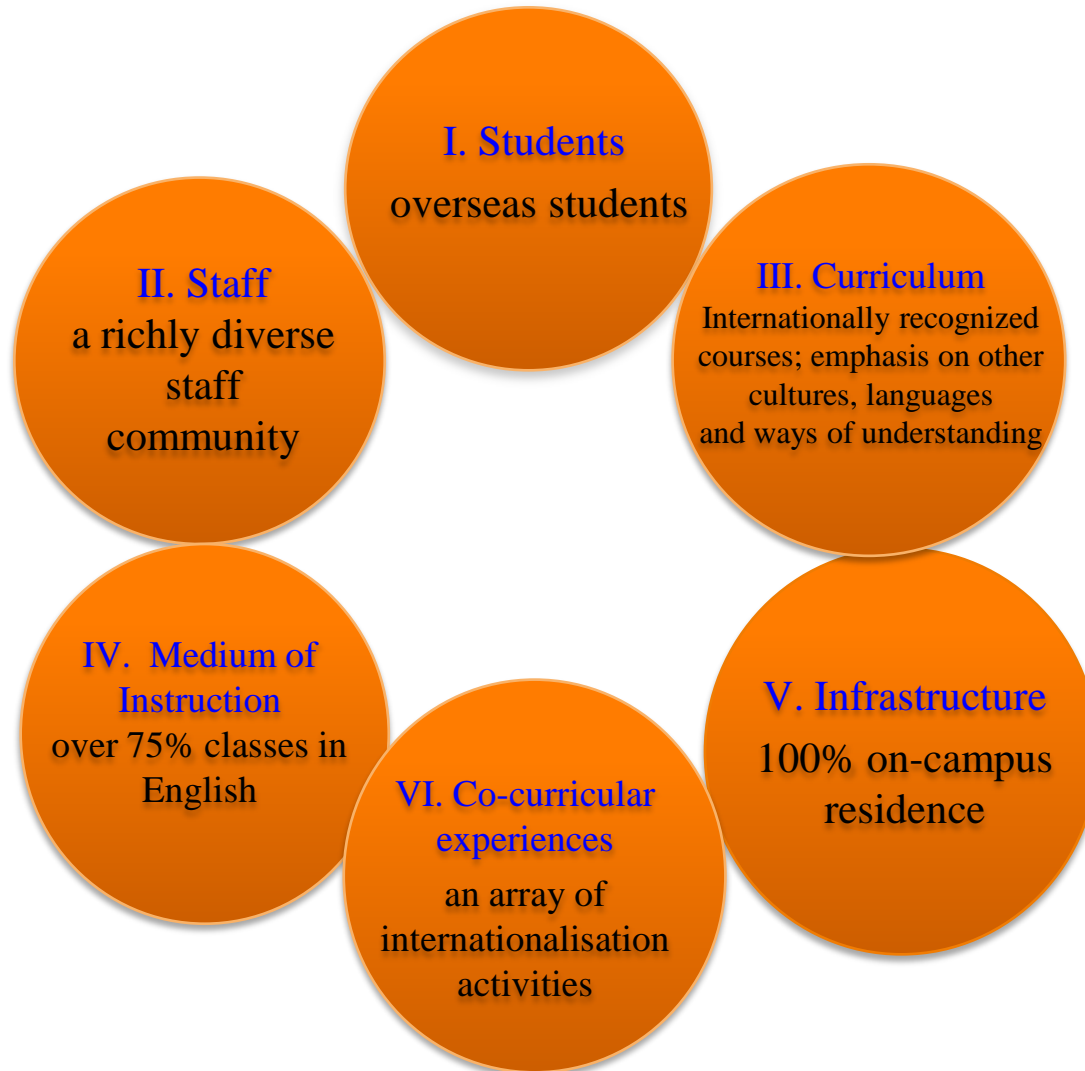 I. Students
overseas students
II. Staff
a richly diverse
staff
community
III. Curriculum
Internationally recognized
courses; emphasis on other
cultures, languages
and ways of understanding
IV. Medium of
Instruction
over 75% classes in
English
V. Infrastructure
100% on-campus
residence
VI. Co-curricular
experiences
an array of
internationalisation
activities